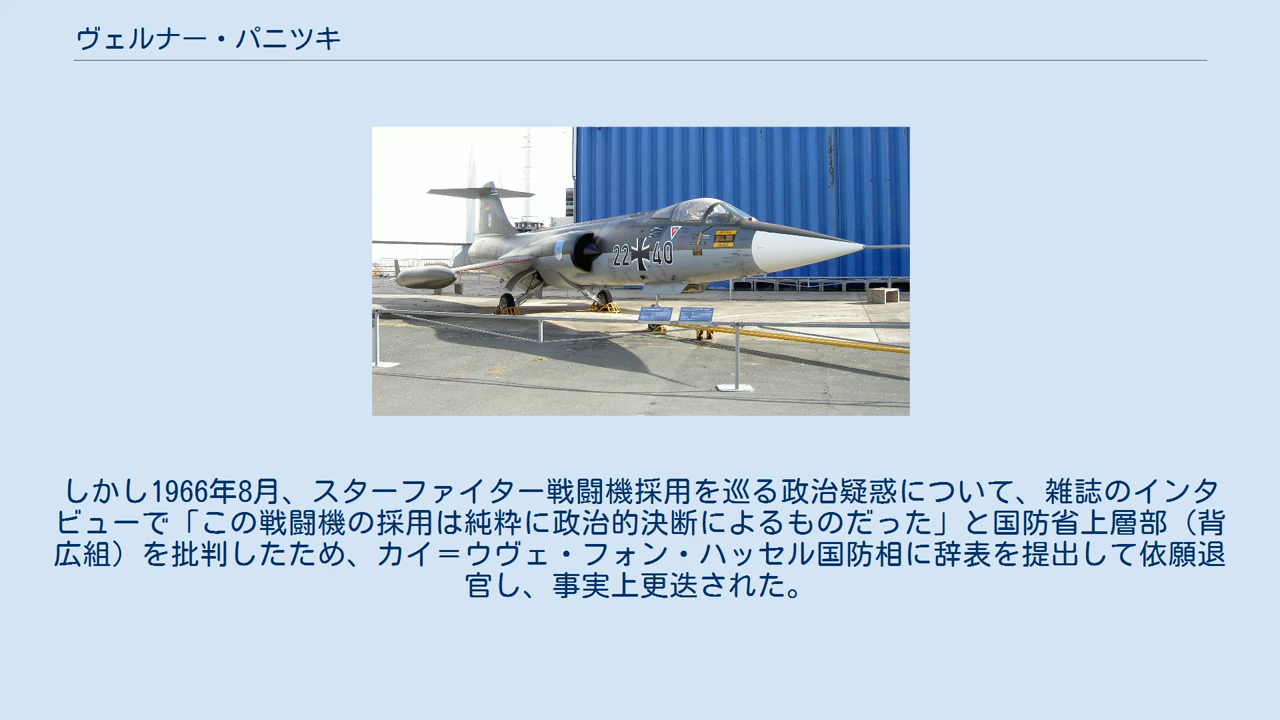 ヴェルナー・パニツキ
22 40
しかし1966年8月、スターファイター戦闘機採用を巡る政治疑惑について、雑誌のインタ
ビューで「この戦闘機の採用は純粋に政治的決断によるものだった」と国防省上層部（背
広組）を批判したため、カイ＝ウヴェ・フォン・ハッセル国防相に辞表を提出して依願退
官し、事実上更迭された。